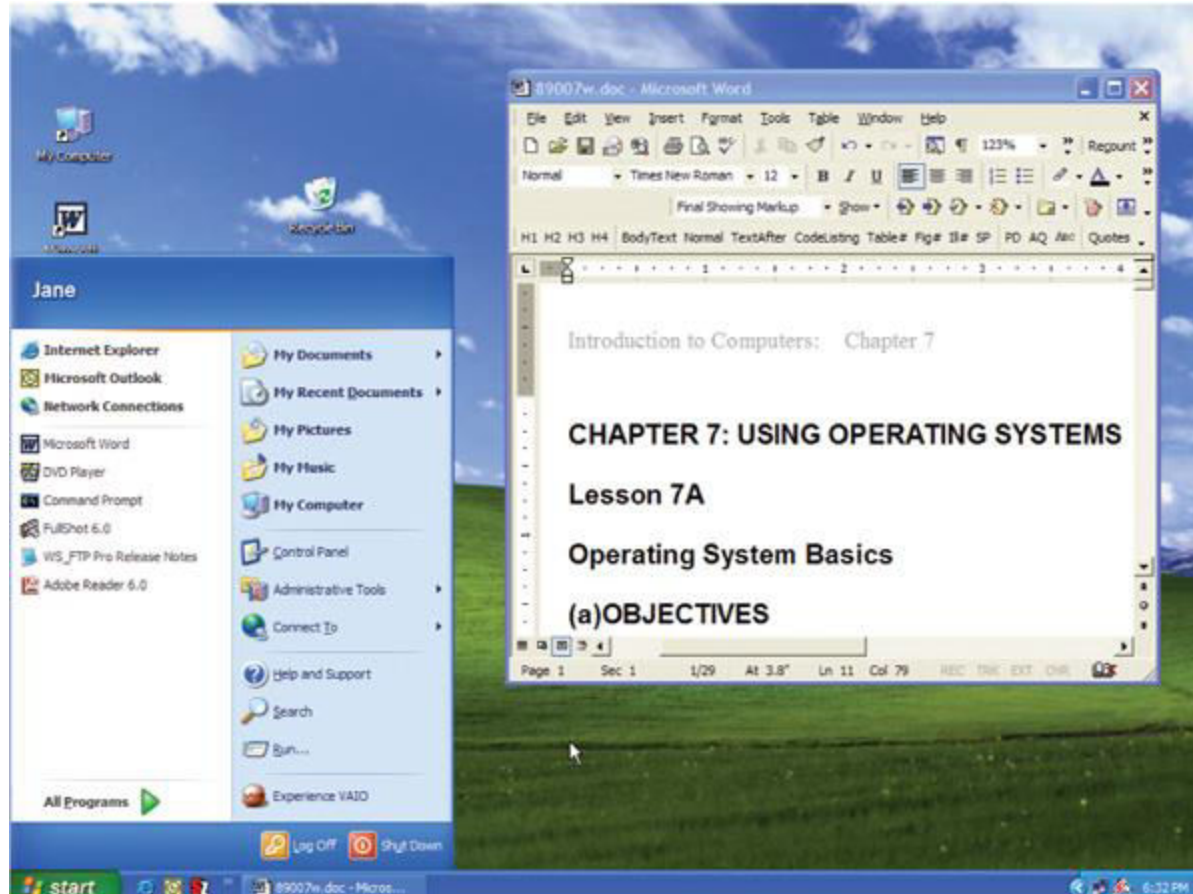 My Computer
Recycle Bin
89007w.doc - Microsoft Word
File Edit View Insert Format Tools Table Window Help
123% Recount
Normal Times New Roman 12 B I U
Final Showing Markup Show
H1 H2 H3 H4 BodyText Normal TextAfter CodeListing Table# Fig# Ill# SP PD AQ ABC Quotes
1 2 3 4
Introduction to Computers: Chapter 7
CHAPTER 7: USING OPERATING SYSTEMS
Lesson 7A
Operating System Basics
(a)OBJECTIVES
Page 1 Sec 1 1/29 At 3.8" Ln 11 Col 79 REC TRK EXT OVR
Jane
Internet Explorer
Microsoft Outlook
Network Connections
Microsoft Word
DVD Player
Command Prompt
FullShot 6.0
WS_FTP Pro Release Notes
Adobe Reader 6.0
All Programs
My Documents
My Recent Documents
My Pictures
My Music
My Computer
Control Panel
Administrative Tools
Connect To
Help and Support
Search
Run...
Experience VAIO
Log Off Shut Down
start 89007w.doc - Micros... 6:32 PM